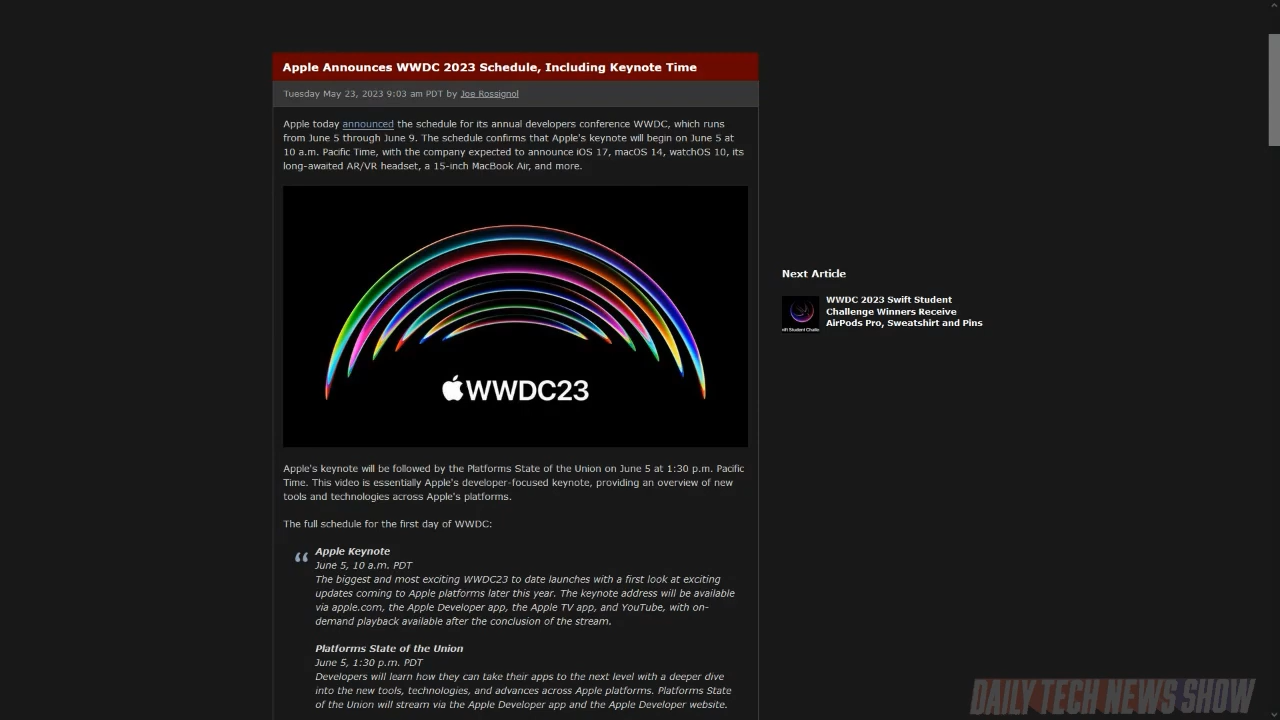 Apple Announces WWDC 2023 Schedule, Including Keynote Time
Tuesday May 23, 2023 9:03 am PDT by Joe Rossignol
Apple today announced the schedule for its annual developers conference WWDC, which runs
from June 5 through June 9. The schedule confirms that Apple's keynote will begin on June 5 at
10 a.m. Pacific Time, with the company expected to announce iOS 17, macOS 14, watchOS 10, its
long-awaited AR/VR headset, a 15-inch MacBook Air, and more.
WWDC23
Next Article
WWDC 2023 Swift Student
Challenge Winners Receive
AirPods Pro, Sweatshirt and Pins
ift Student Challe
Apple's keynote will be followed by the Platforms State of the Union on June 5 at 1:30 p.m. Pacific
Time. This video is essentially Apple's developer-focused keynote, providing an overview of new
tools and technologies across Apple's platforms.
The full schedule for the first day of WWDC:
“
Apple Keynote
June 5, 10 a.m. PDT
The biggest and most exciting WWDC23 to date launches with a first look at exciting
updates coming to Apple platforms later this year. The keynote address will be available
via apple.com, the Apple Developer app, the Apple TV app, and YouTube, with on-
demand playback available after the conclusion of the stream.
Platforms State of the Union
June 5, 1:30 p.m. PDT
Developers will learn how they can take their apps to the next level with a deeper dive
into the new tools, technologies, and advances across Apple platforms. Platforms State
of the Union will stream via the Apple Developer app and the Apple Developer website.
DAILY TECH NEWS SHOW